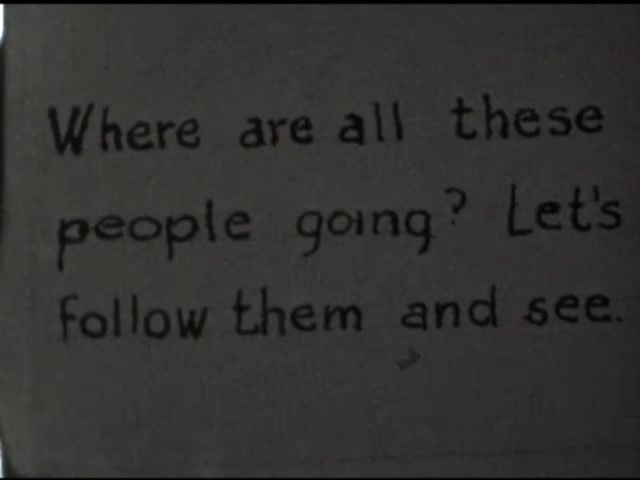 Where are all these
people going? Let's
follow them and see.